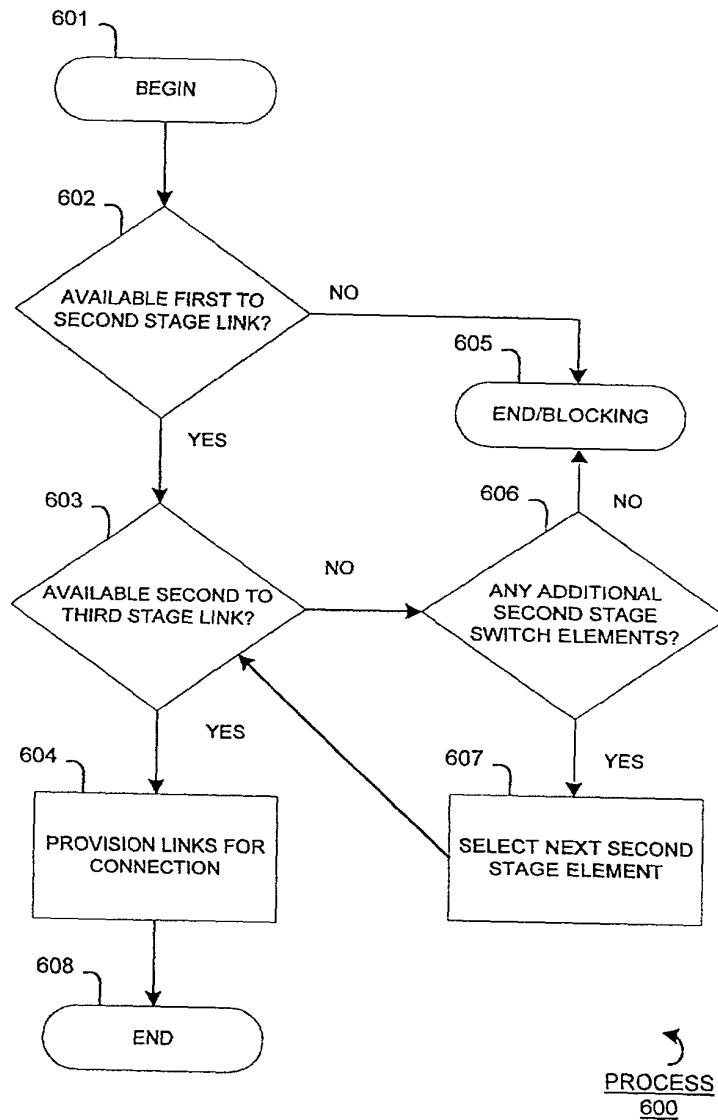 601
BEGIN
602
AVAILABLE FIRST TO
SECOND STAGE LINK?
NO
605
END/BLOCKING
YES
603
606
NO
AVAILABLE SECOND TO
THIRD STAGE LINK?
NO
ANY ADDITIONAL
SECOND STAGE
SWITCH ELEMENTS?
YES
604
PROVISION LINKS FOR
CONNECTION
607
YES
SELECT NEXT SECOND
STAGE ELEMENT
608
END
PROCESS
600